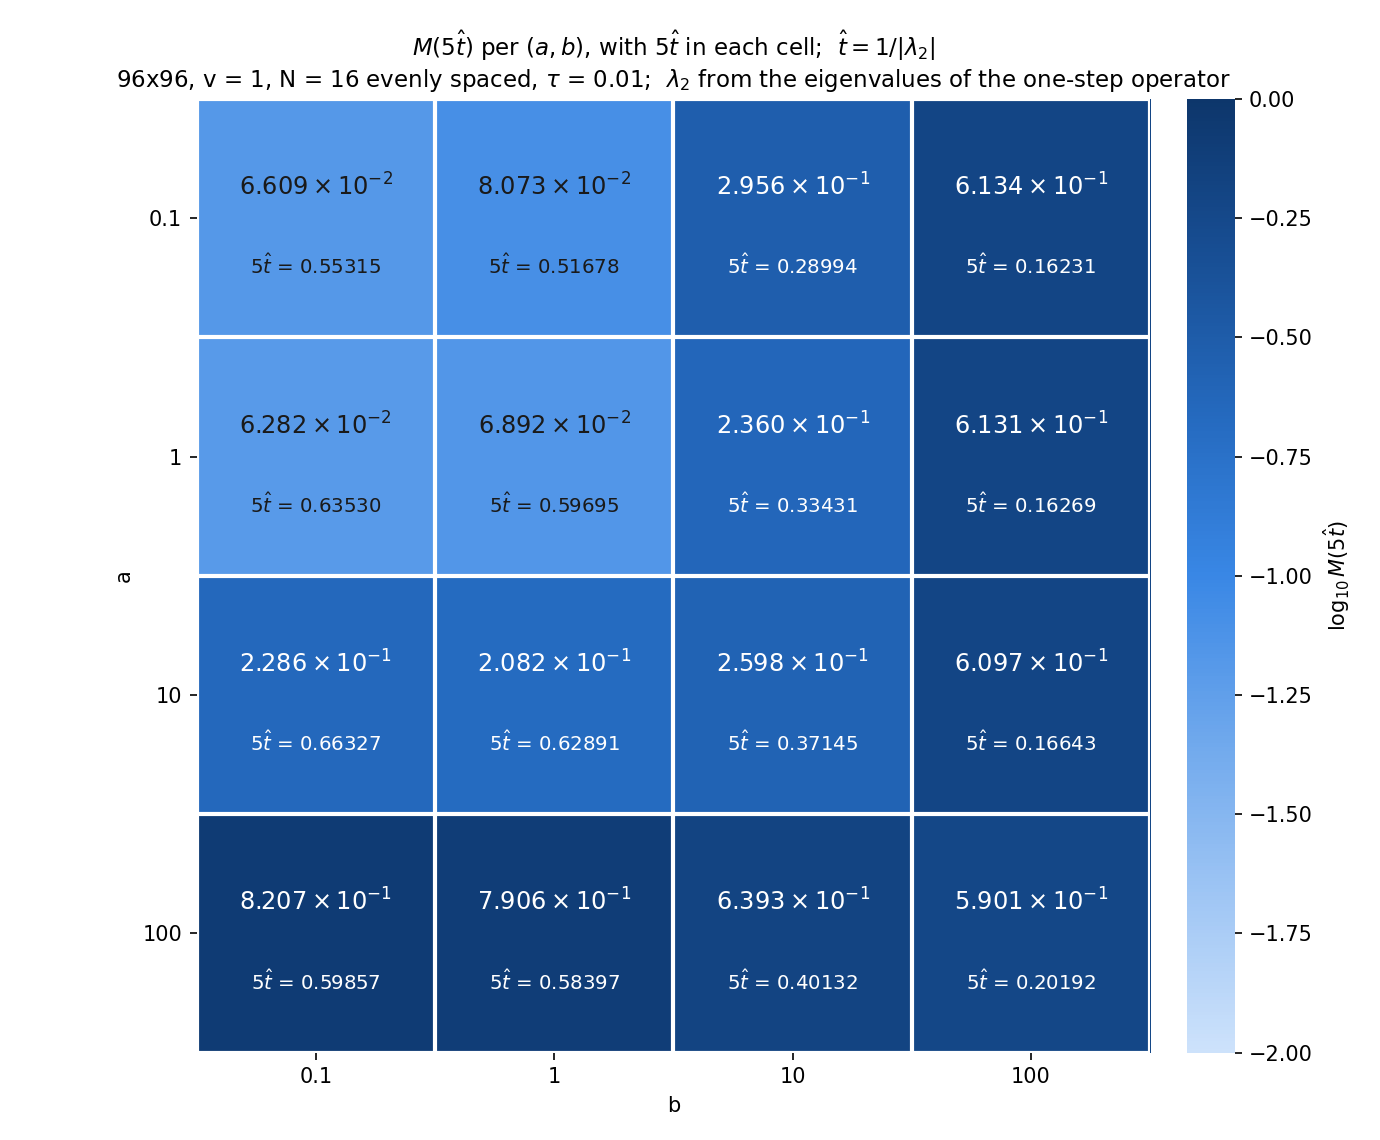 M(5t̂) per (a, b), with 5t̂ in each cell;  t̂ = 1/|λ₂|
96x96, v = 1, N = 16 evenly spaced, τ = 0.01;  λ₂ from the eigenvalues of the one-step operator
6.609 × 10⁻² 8.073 × 10⁻² 2.956 × 10⁻¹ 6.134 × 10⁻¹
0.1
5t̂ = 0.55315 5t̂ = 0.51678 5t̂ = 0.28994 5t̂ = 0.16231
6.282 × 10⁻² 6.892 × 10⁻² 2.360 × 10⁻¹ 6.131 × 10⁻¹
1
5t̂ = 0.63530 5t̂ = 0.59695 5t̂ = 0.33431 5t̂ = 0.16269
a
2.286 × 10⁻¹ 2.082 × 10⁻¹ 2.598 × 10⁻¹ 6.097 × 10⁻¹
10
5t̂ = 0.66327 5t̂ = 0.62891 5t̂ = 0.37145 5t̂ = 0.16643
8.207 × 10⁻¹ 7.906 × 10⁻¹ 6.393 × 10⁻¹ 5.901 × 10⁻¹
100
5t̂ = 0.59857 5t̂ = 0.58397 5t̂ = 0.40132 5t̂ = 0.20192
0.1 1 10 100
b
0.00
−0.25
−0.50
−0.75
−1.00
−1.25
−1.50
−1.75
−2.00
log₁₀ M(5t̂)